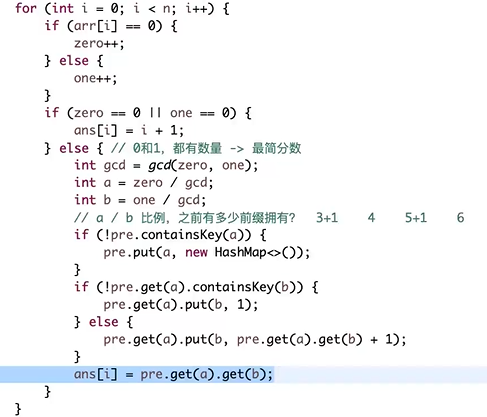 for (int i = 0; i < n; i++) {
if (arr[i] == 0) {
zero++;
} else {
one++;
}
if (zero == 0 || one == 0) {
ans[i] = i + 1;
} else { // 0和1，都有数量 -> 最简分数
int gcd = gcd(zero, one);
int a = zero / gcd;
int b = one / gcd;
// a / b 比例，之前有多少前缀拥有? 3+1 4 5+1 6
if (!pre.containsKey(a)) {
pre.put(a, new HashMap<>());
}
if (!pre.get(a).containsKey(b)) {
pre.get(a).put(b, 1);
} else {
pre.get(a).put(b, pre.get(a).get(b) + 1);
}
ans[i] = pre.get(a).get(b);
}
}